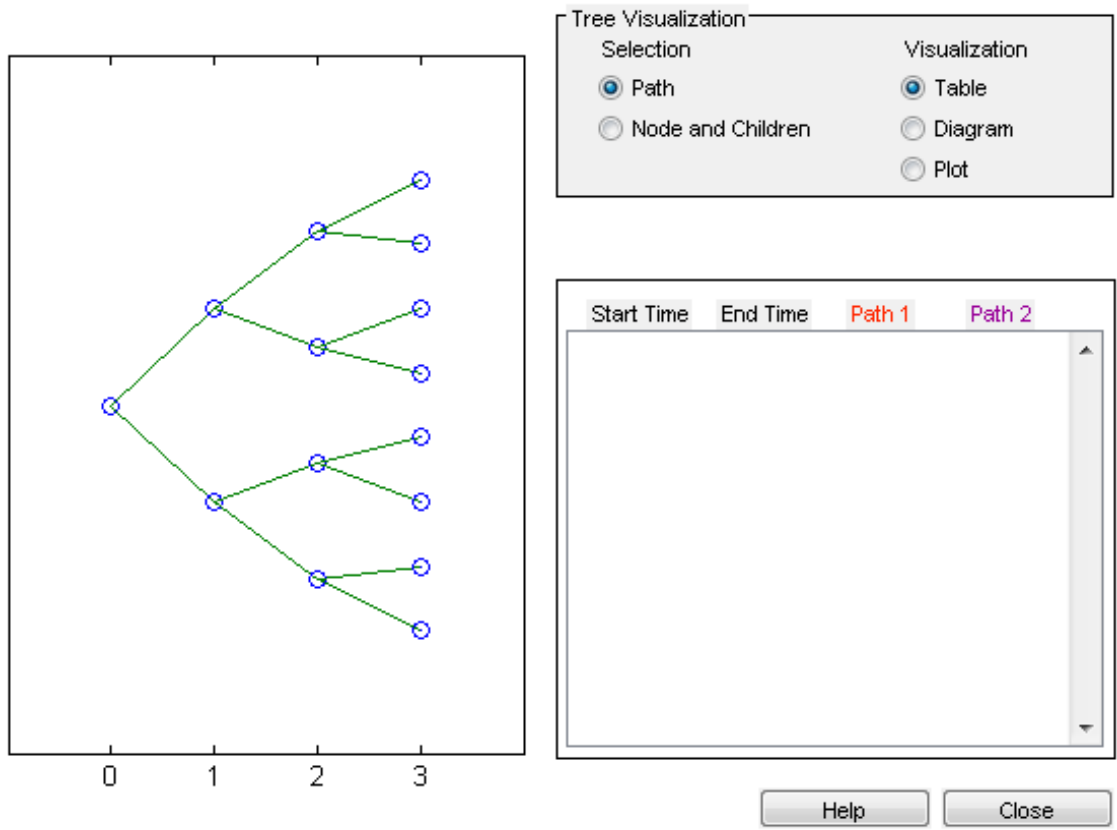 Tree Visualization
Selection Visualization
Path Table
Node and Children Diagram
Plot
Start Time End Time Path 1 Path 2
0 1 2 3
Help Close